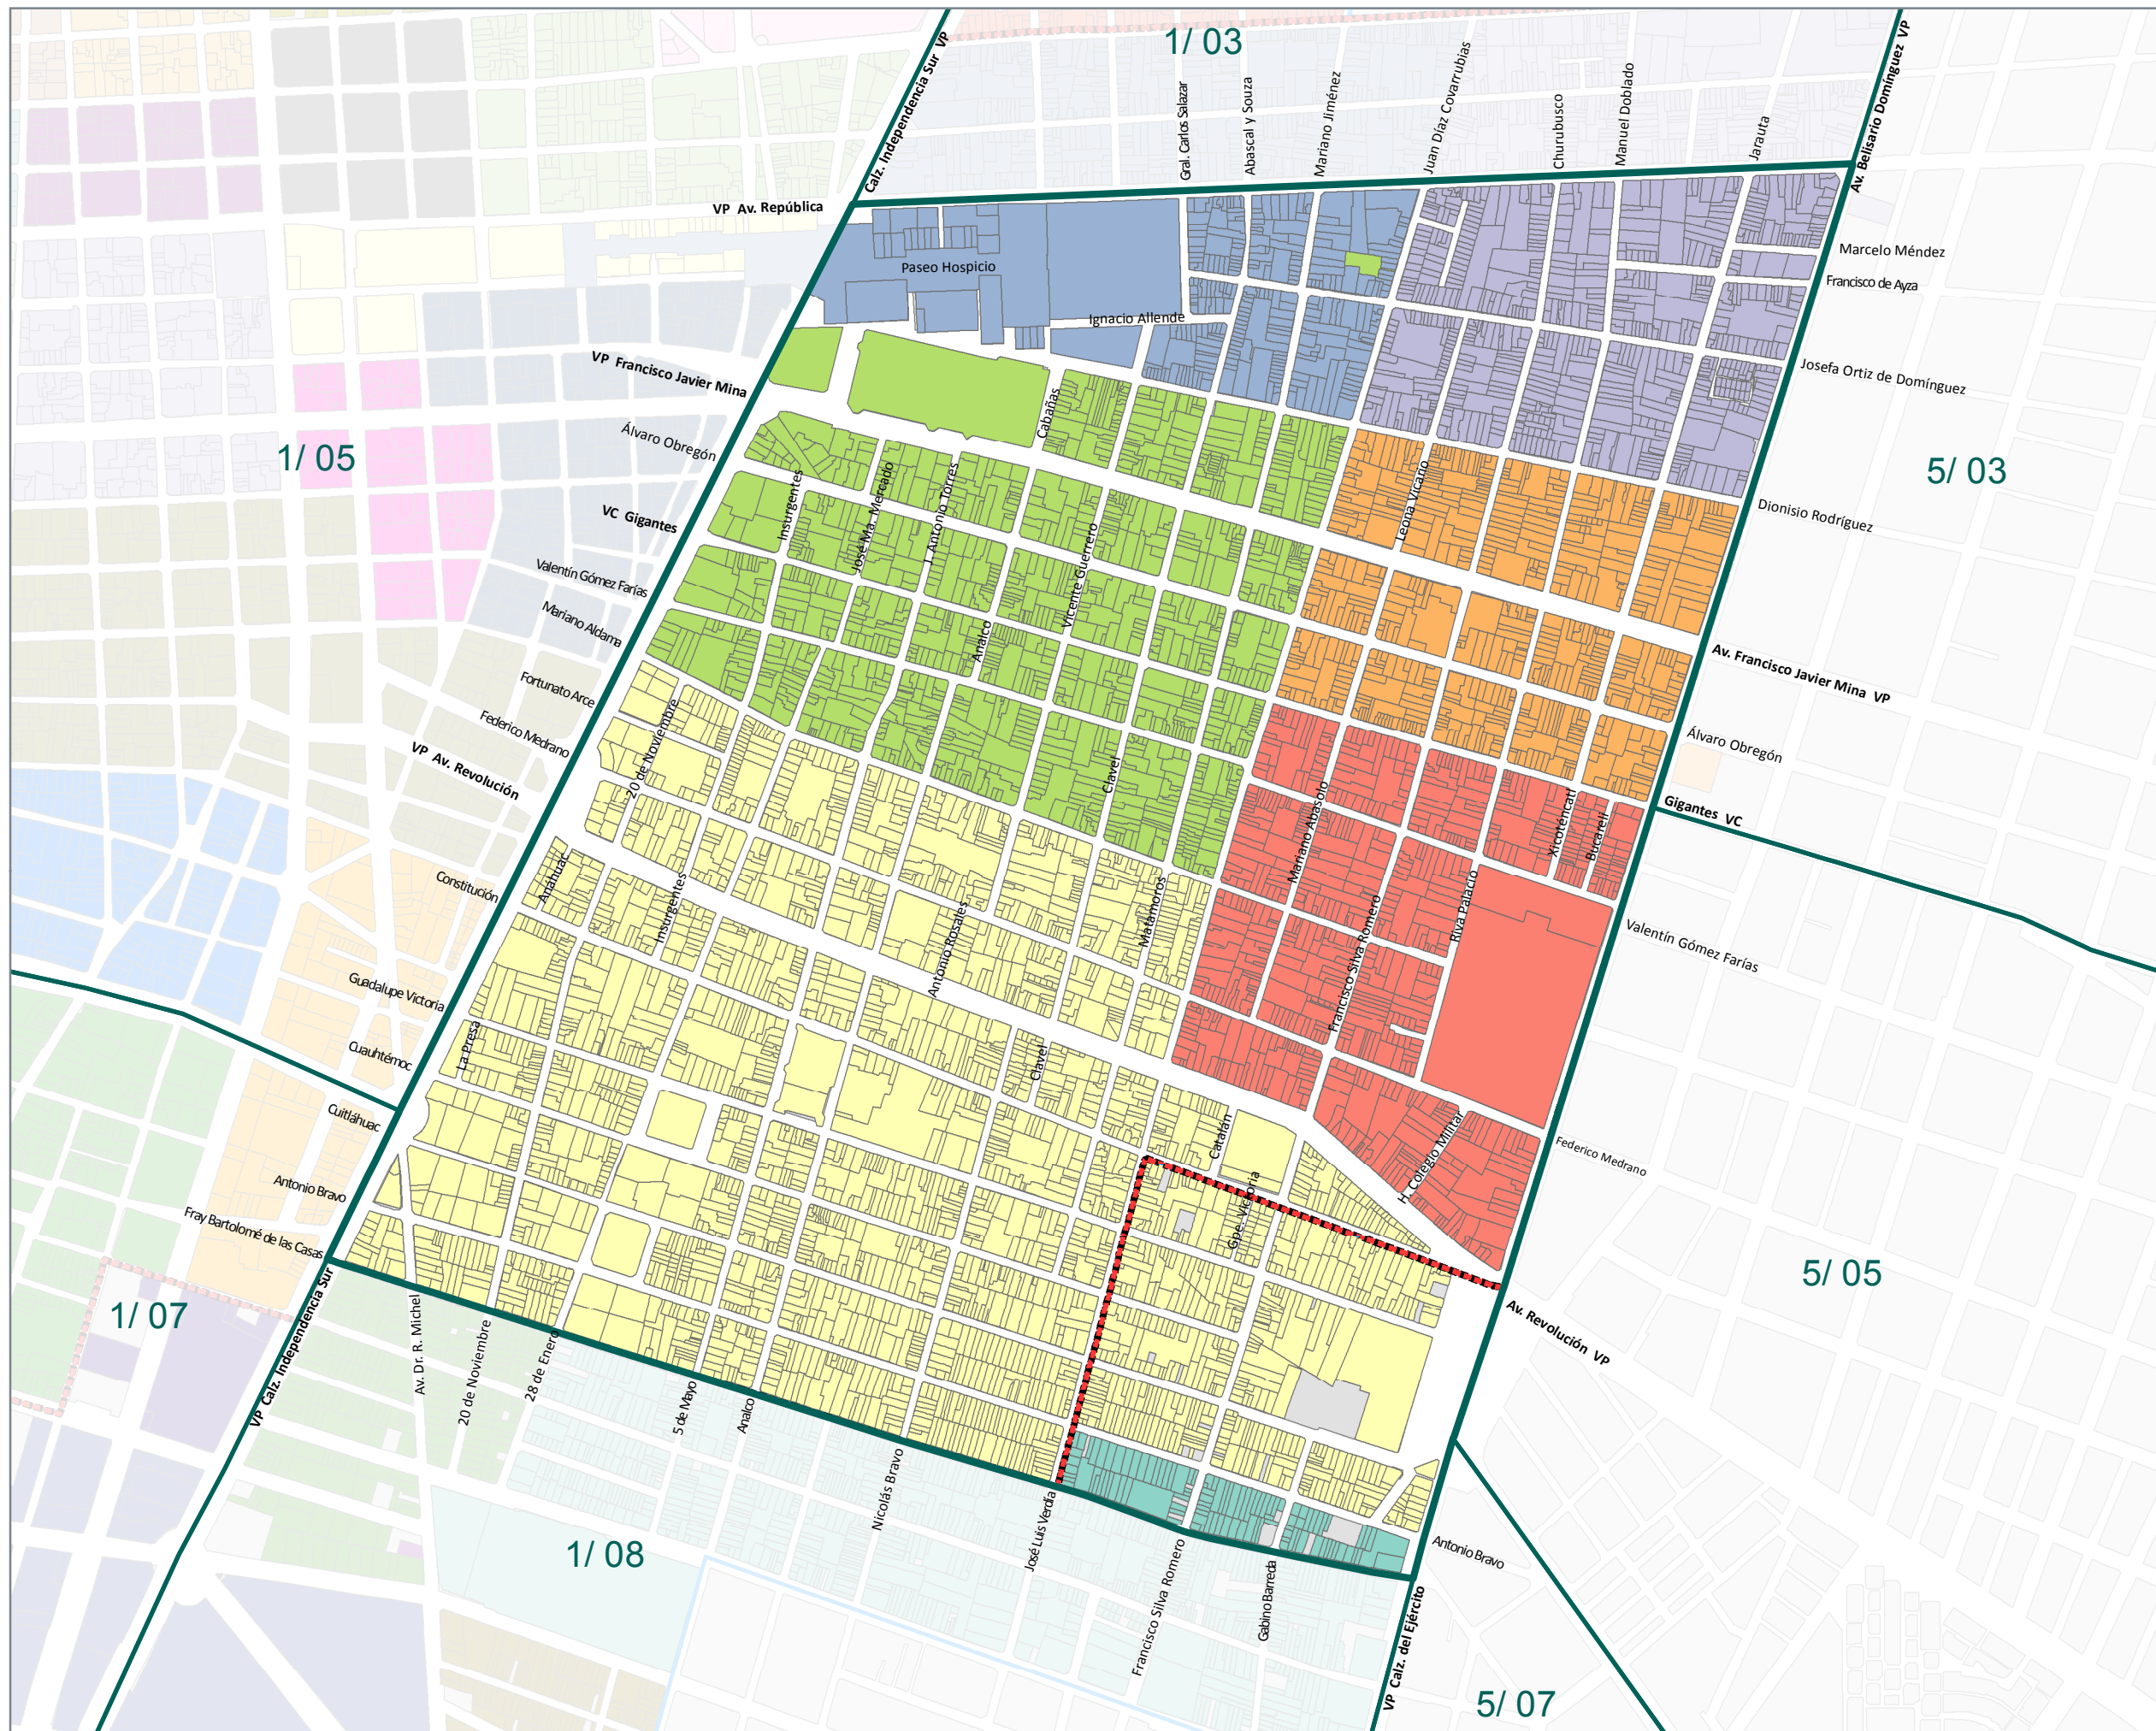 1/ 03
Calz. Independencia Sur VP
Gral. Carlos Salazar
Abascal y Souza
Mariano Jiménez
Juan Díaz Covarrubias
Churubusco
Manuel Doblado
Jarauta
Av. Belisario Domínguez VP
VP Av. República
Marcelo Méndez
Paseo Hospicio
Francisco de Ayza
Ignacio Allende
VP Francisco Javier Mina
Josefa Ortiz de Domínguez
Cabañas
Álvaro Obregón
1/ 05
5/ 03
Insurgentes
José Ma. Mercado
J. Antonio Torres
Leona Vicario
VC Gigantes
Dionisio Rodríguez
Vicente Guerrero
Valentín Gómez Farías
Mariano Aldama
Analco
Fortunato Arce
Av. Francisco Javier Mina VP
Federico Medrano
20 de Noviembre
Álvaro Obregón
VP Av. Revolución
Clavel
Gigantes VC
Mariano Abasolo
Xicoténcatl
Bucareli
Anáhuac
Constitución
Insurgentes
Matamoros
Riva Palacio
Antonio Rosales
Francisco Silva Romero
Valentín Gómez Farías
Guadalupe Victoria
La Presa
Cuauhtémoc
Clavel
Cuitláhuac
Catalán
H. Colegio Militar
Federico Medrano
Antonio Bravo
Gpe. Victoria
Fray Bartolomé de las Casas
5/ 05
1/ 07
Av. Revolución VP
VP Calz. Independencia Sur
Av. Dr. R. Michel
20 de Noviembre
28 de Enero
5 de Mayo
Analco
Nicolás Bravo
José Luis Verdía
1/ 08
Antonio Bravo
Francisco Silva Romero
Gabino Barreda
VP Calz. del Ejército
5/ 07